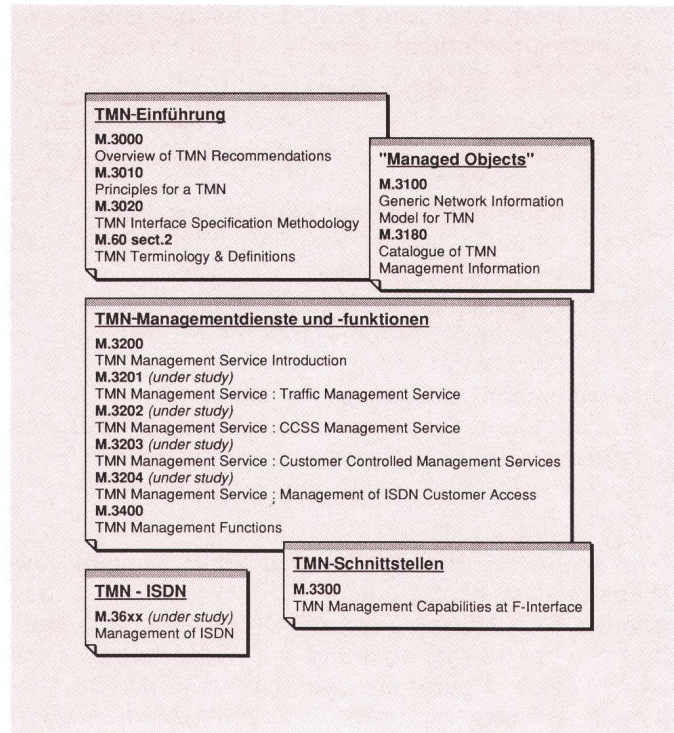 TMN-Einführung
M.3000
Overview of TMN Recommendations
M.3010
Principles for a TMN
M.3020
TMN Interface Specification Methodology
M.60 sect.2
TMN Terminology & Definitions
"Managed Objects"
M.3100
Generic Network Information
Model for TMN
M.3180
Catalogue of TMN
Management Information
TMN-Managementdienste und -funktionen
M.3200
TMN Management Service Introduction
M.3201 (under study)
TMN Management Service : Traffic Management Service
M.3202 (under study)
TMN Management Service : CCSS Management Service
M.3203 (under study)
TMN Management Service : Customer Controlled Management Services
M.3204 (under study)
TMN Management Service : Management of ISDN Customer Access
M.3400
TMN Management Functions
TMN-Schnittstellen
M.3300
TMN Management Capabilities at F-Interface
TMN - ISDN
M.36xx (under study)
Management of ISDN